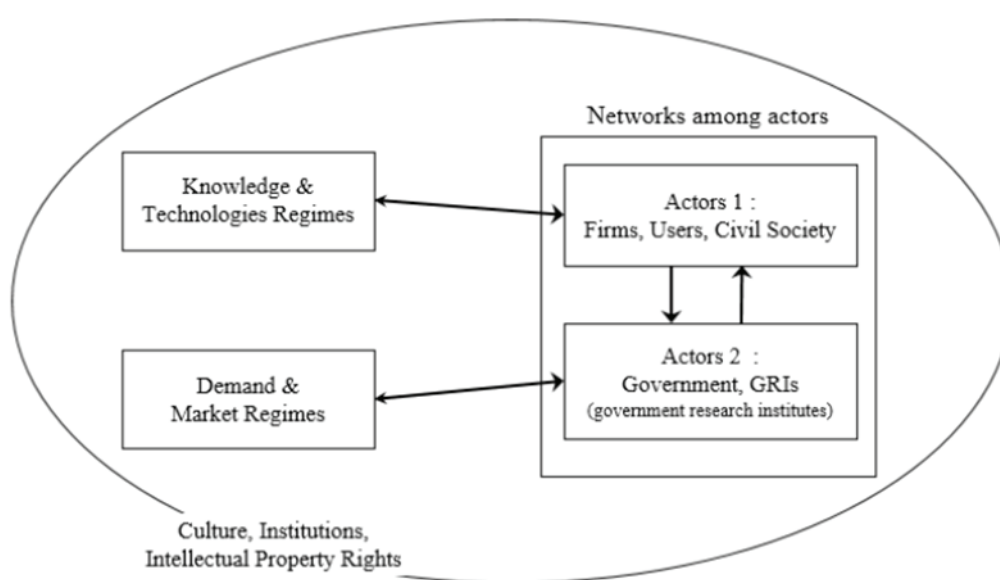 Networks among actors
Knowledge &
Technologies Regimes
Actors 1 :
Firms, Users, Civil Society
Demand &
Market Regimes
Actors 2 :
Government, GRIs
(government research institutes)
Culture, Institutions,
Intellectual Property Rights